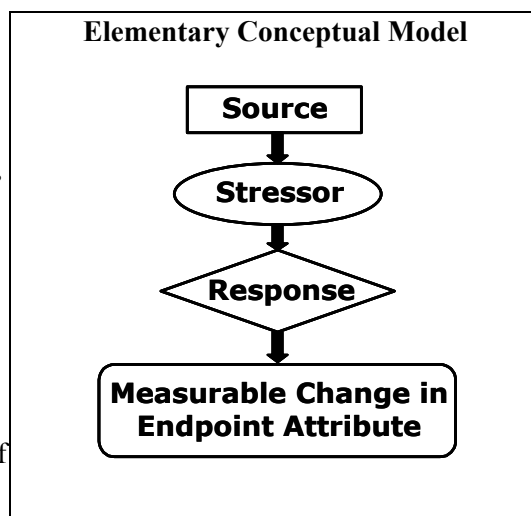 Elementary Conceptual Model
Source
Stressor
Response
Measurable Change in
Endpoint Attribute
f